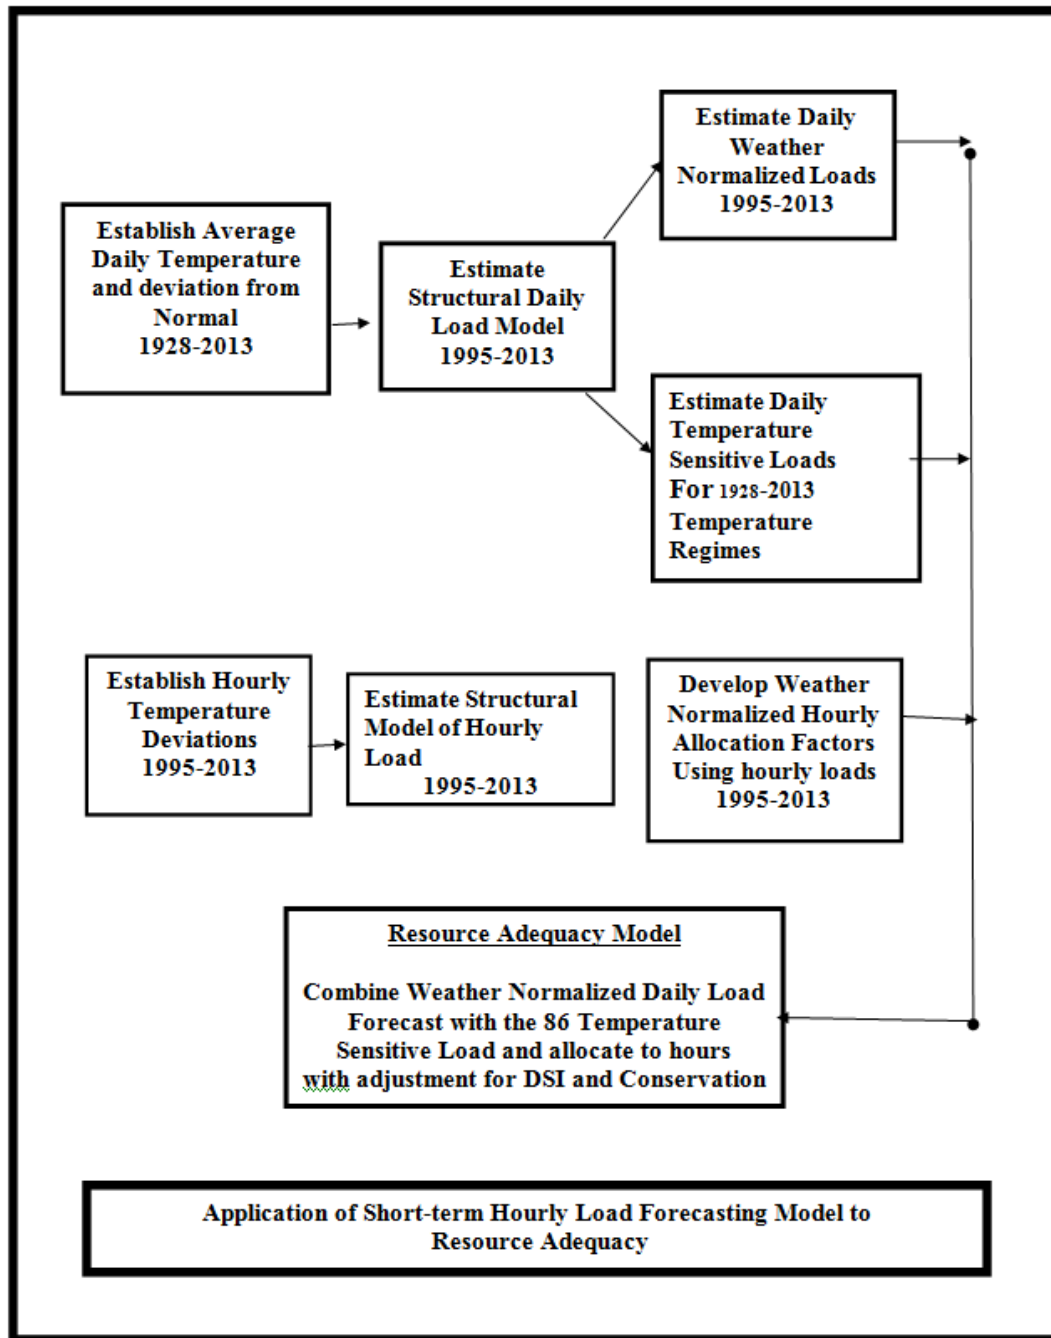 Establish Average
Daily Temperature
and deviation from
Normal
1928-2013
Estimate
Structural Daily
Load Model
1995-2013
Estimate Daily
Weather
Normalized Loads
1995-2013
Estimate Daily
Temperature
Sensitive Loads
For 1928-2013
Temperature
Regimes
Establish Hourly
Temperature
Deviations
1995-2013
Estimate Structural
Model of Hourly
Load
1995-2013
Develop Weather
Normalized Hourly
Allocation Factors
Using hourly loads
1995-2013
Resource Adequacy Model
Combine Weather Normalized Daily Load
Forecast with the 86 Temperature
Sensitive Load and allocate to hours
with adjustment for DSI and Conservation
Application of Short-term Hourly Load Forecasting Model to
Resource Adequacy